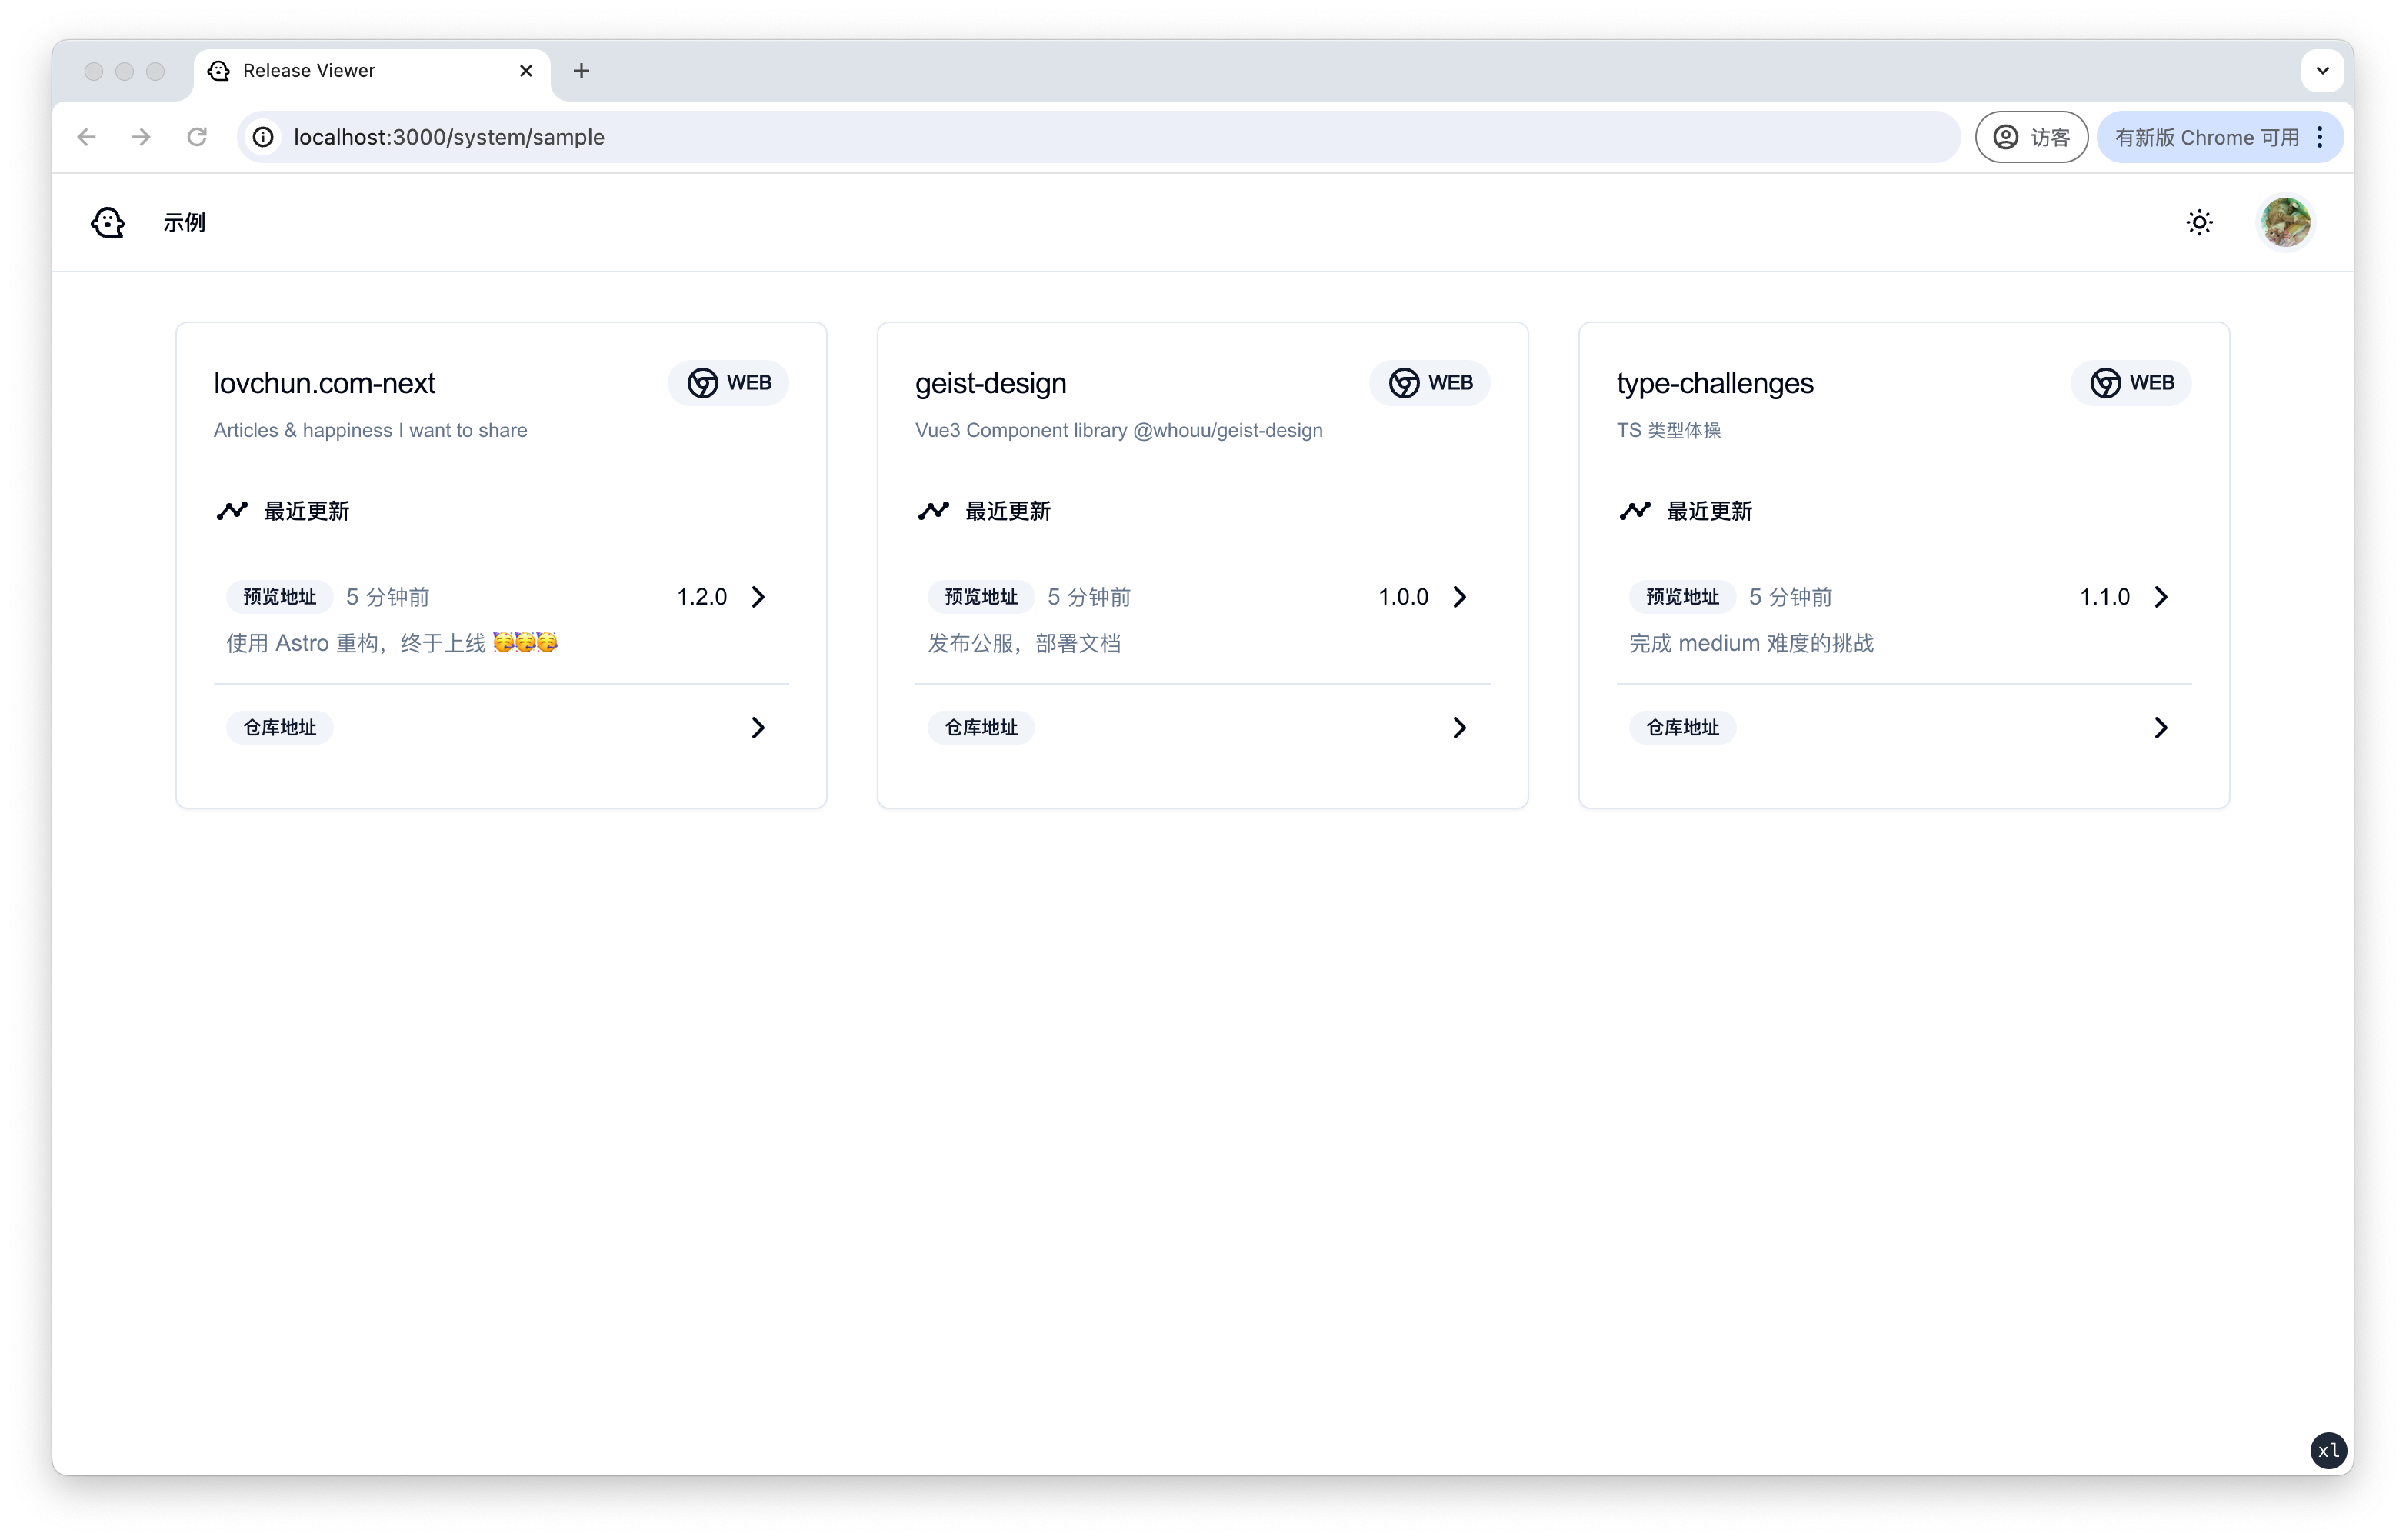 Release Viewer
localhost:3000/system/sample
访客
有新版 Chrome 可用
示例
lovchun.com-next
WEB
Articles & happiness I want to share
最近更新
预览地址 5 分钟前 1.2.0
使用 Astro 重构，终于上线 🥳🥳🥳
仓库地址
geist-design
WEB
Vue3 Component library @whouu/geist-design
最近更新
预览地址 5 分钟前 1.0.0
发布公服，部署文档
仓库地址
type-challenges
WEB
TS 类型体操
最近更新
预览地址 5 分钟前 1.1.0
完成 medium 难度的挑战
仓库地址
xl